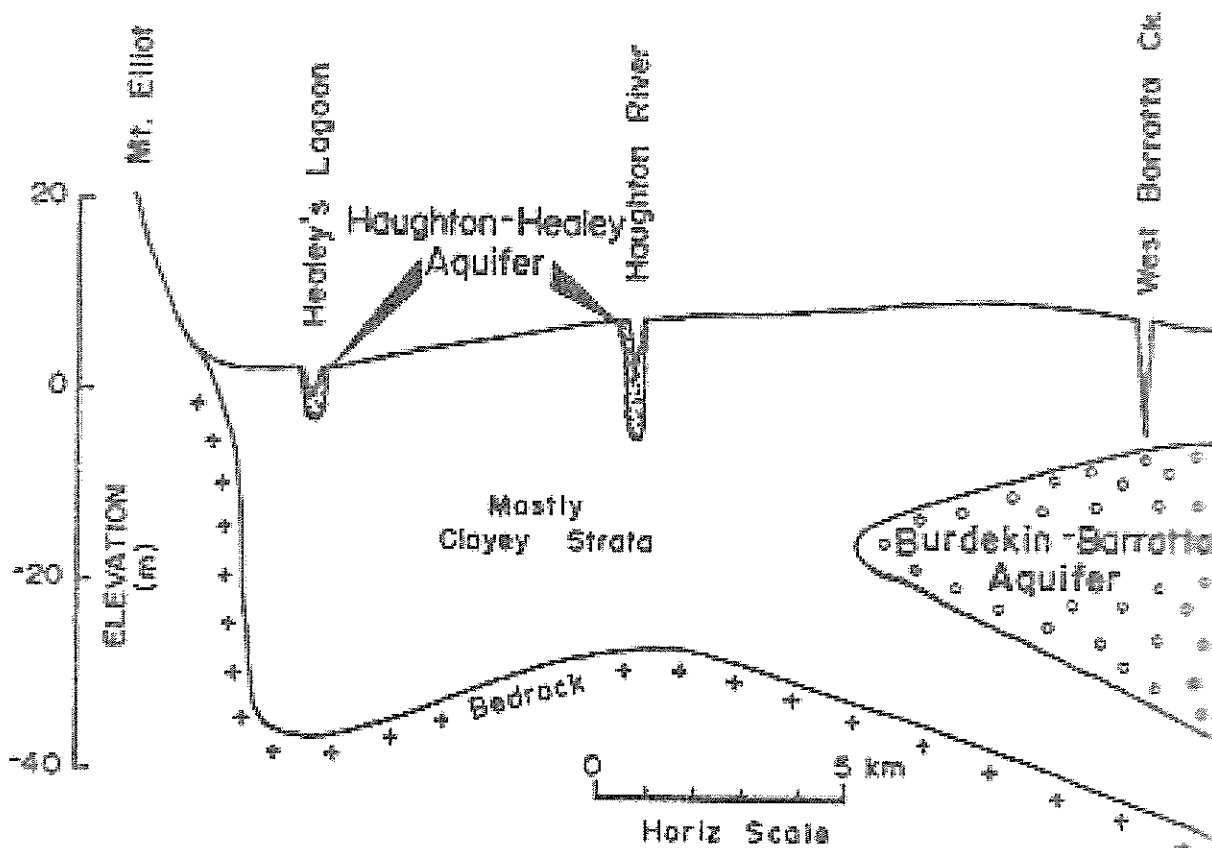 Mt. Elliot
Healey's Lagoon
Haughton River
West Barratta Ck.
20
Haughton-Healey
Aquifer
0
ELEVATION
(m)
Mostly
Clayey Strata
Burdekin-Barratta
Aquifer
-20
Bedrock
-40
0
5 km
Horiz Scale